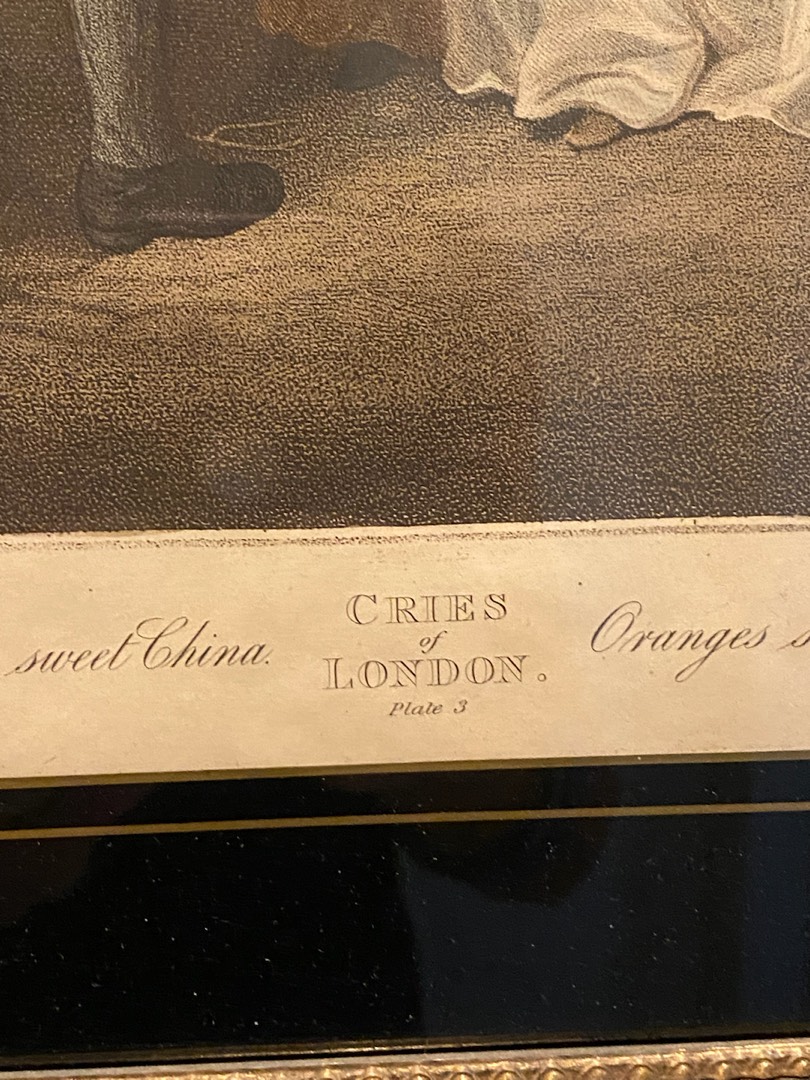 sweet China.
CRIES
of
LONDON.
Plate 3
Oranges s